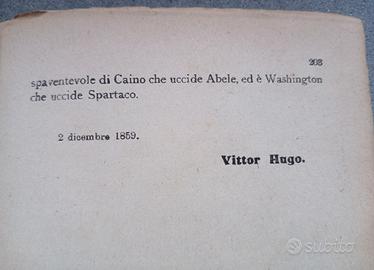 203
spaventevole di Caino che uccide Abele, ed è Washington
che uccide Spartaco.
2 dicembre 1859.
Vittor Hugo.
subito